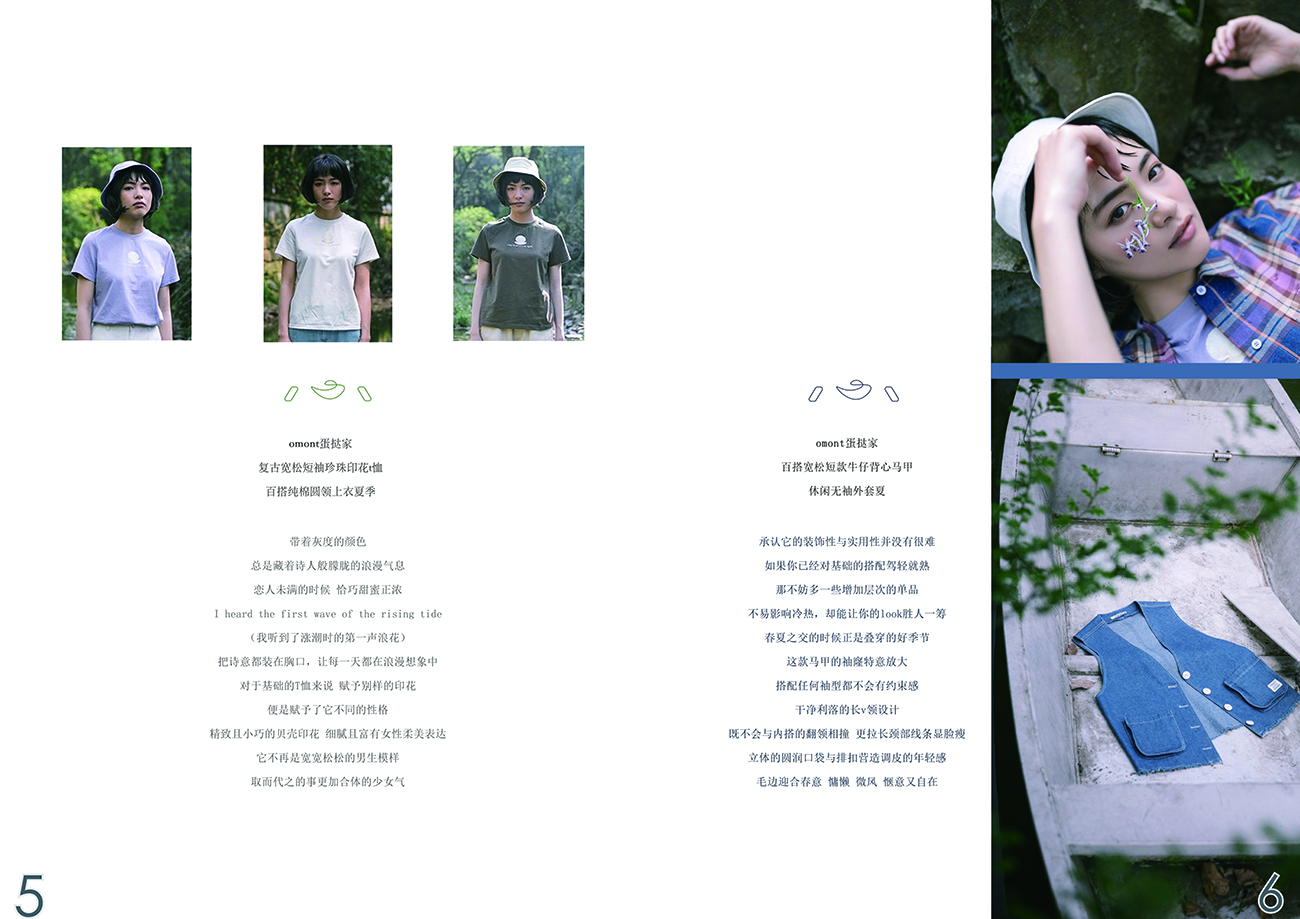 omont蛋挞家
复古宽松短袖珍珠印花t恤
百搭纯棉圆领上衣夏季
带着灰度的颜色
总是藏着诗人般朦胧的浪漫气息
恋人未满的时候 恰巧甜蜜正浓
I heard the first wave of the rising tide
（我听到了涨潮时的第一声浪花）
把诗意都装在胸口，让每一天都在浪漫想象中
对于基础的T恤来说 赋予别样的印花
便是赋予了它不同的性格
精致且小巧的贝壳印花 细腻且富有女性柔美表达
它不再是宽宽松松的男生模样
取而代之的事更加合体的少女气
5
omont蛋挞家
百搭宽松短款牛仔背心马甲
休闲无袖外套夏
承认它的装饰性与实用性并没有很难
如果你已经对基础的搭配驾轻就熟
那不妨多一些增加层次的单品
不易影响冷热，却能让你的look胜人一筹
春夏之交的时候正是叠穿的好季节
这款马甲的袖窿特意放大
搭配任何袖型都不会有约束感
干净利落的长v领设计
既不会与内搭的翻领相撞 更拉长颈部线条显脸瘦
立体的圆润口袋与排扣营造调皮的年轻感
毛边迎合春意 慵懒 微风 惬意又自在
6